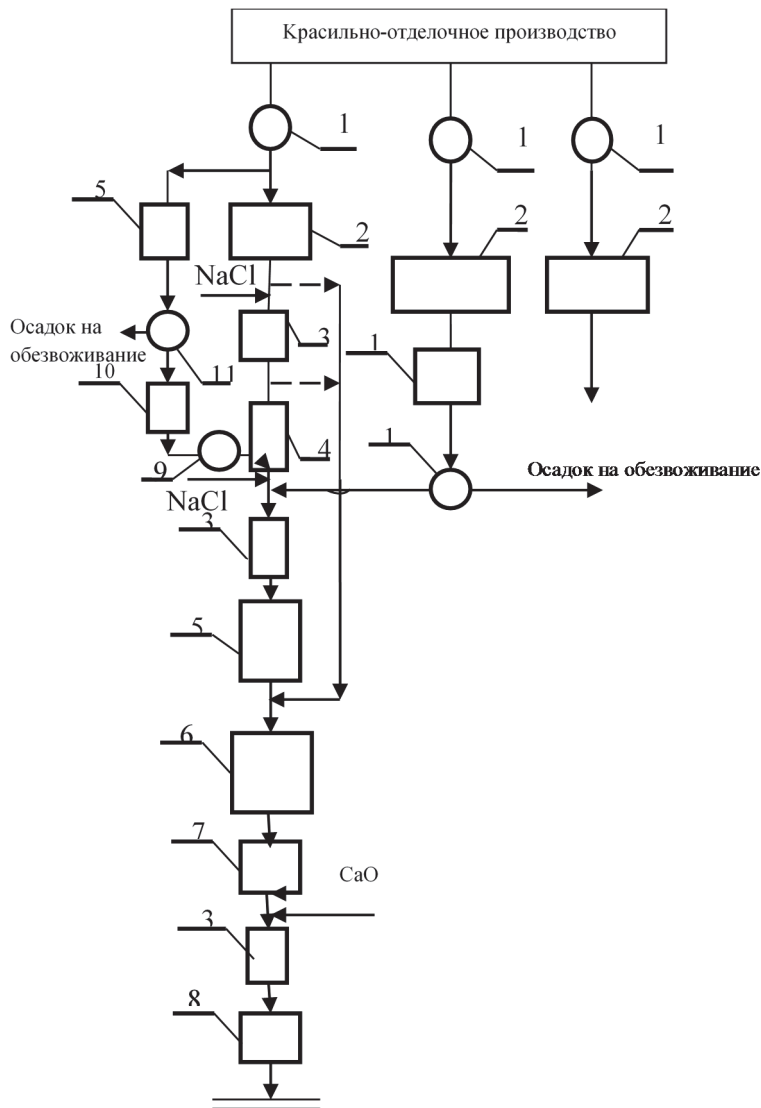 Красильно-отделочное производство
1
1
1
5
2
2
2
NaCl
Осадок на
обезвоживание
3
11
1
10
4
1
9
Осадок на обезвоживание
NaCl
3
5
6
7
CaO
3
8